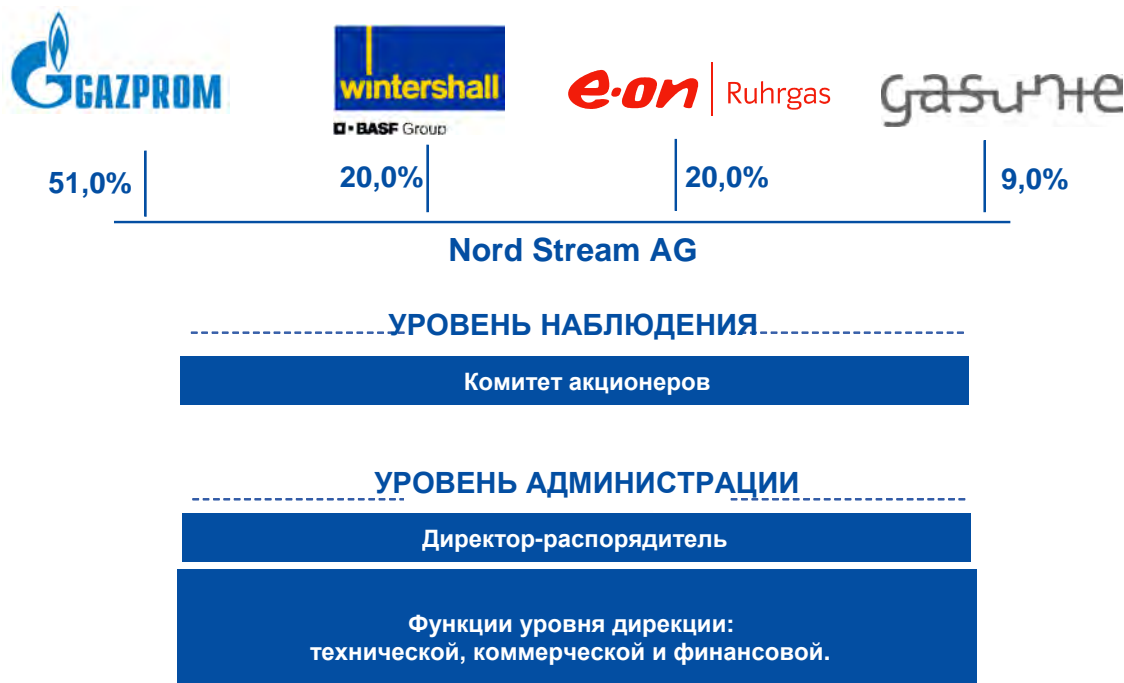 GAZPROM
wintershall
BASF Group
e·on Ruhrgas
gasunie
51,0%
20,0%
20,0%
9,0%
Nord Stream AG
УРОВЕНЬ НАБЛЮДЕНИЯ
Комитет акционеров
УРОВЕНЬ АДМИНИСТРАЦИИ
Директор-распорядитель
Функции уровня дирекции:
технической, коммерческой и финансовой.